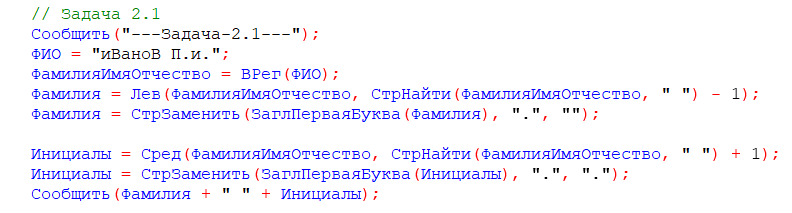 // Задача 2.1
Сообщить("---Задача-2.1---");
ФИО = "иВаноВ П.и.";
ФамилияИмяОтчество = ВРег(ФИО);
Фамилия = Лев(ФамилияИмяОтчество, СтрНайти(ФамилияИмяОтчество, " ") - 1);
Фамилия = СтрЗаменить(ЗаглПерваяБуква(Фамилия), ".", "");
Инициалы = Сред(ФамилияИмяОтчество, СтрНайти(ФамилияИмяОтчество, " ") + 1);
Инициалы = СтрЗаменить(ЗаглПерваяБуква(Инициалы), ".", ".");
Сообщить(Фамилия + " " + Инициалы);